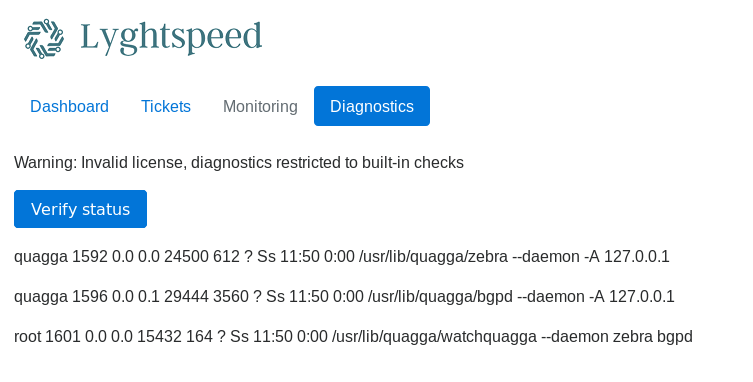 Lyghtspeed
Dashboard Tickets Monitoring Diagnostics
Warning: Invalid license, diagnostics restricted to built-in checks
Verify status
quagga 1592 0.0 0.0 24500 612 ? Ss 11:50 0:00 /usr/lib/quagga/zebra --daemon -A 127.0.0.1
quagga 1596 0.0 0.1 29444 3560 ? Ss 11:50 0:00 /usr/lib/quagga/bgpd --daemon -A 127.0.0.1
root 1601 0.0 0.0 15432 164 ? Ss 11:50 0:00 /usr/lib/quagga/watchquagga --daemon zebra bgpd